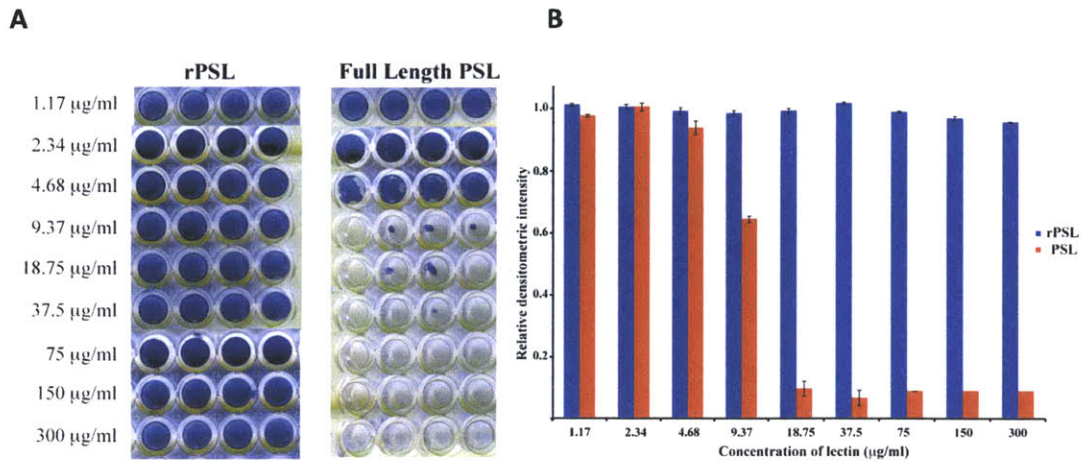 A
rPSL
Full Length PSL
1.17 µg/ml
2.34 µg/ml
4.68 µg/ml
9.37 µg/ml
18.75 µg/ml
37.5 µg/ml
75 µg/ml
150 µg/ml
300 µg/ml
B
Relative densitometric intensity
1.0
0.8
0.6
0.4
0.2
1.17 2.34 4.68 9.37 18.75 37.5 75 150 300
Concentration of lectin (µg/ml)
rPSL
PSL